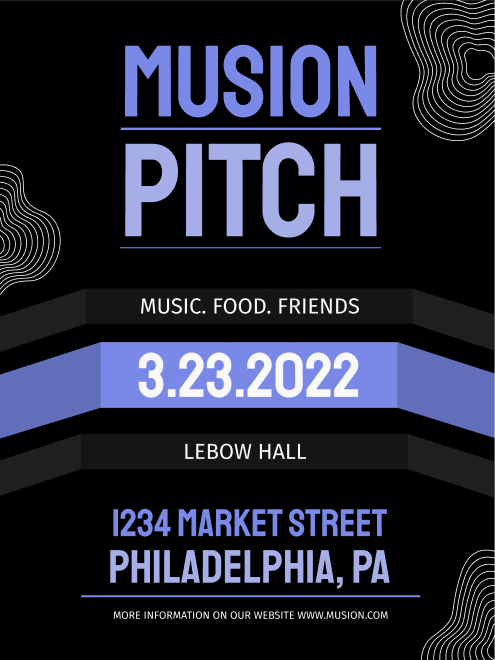 MUSION
PITCH
MUSIC. FOOD. FRIENDS
3.23.2022
LEBOW HALL
1234 MARKET STREET
PHILADELPHIA, PA
MORE INFORMATION ON OUR WEBSITE WWW.MUSION.COM